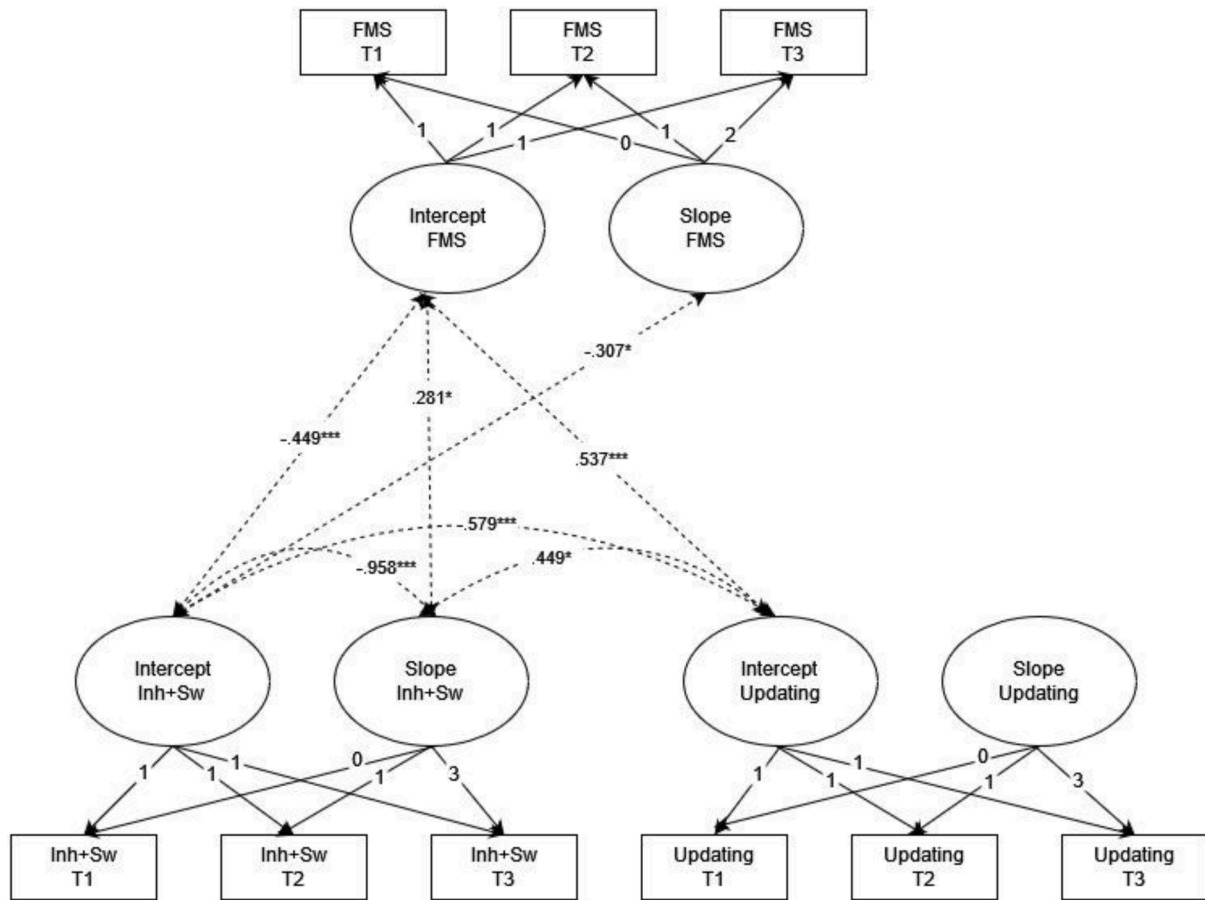 FMS
T1
FMS
T2
FMS
T3
1
1
1
0
1
2
Intercept
FMS
Slope
FMS
-.307*
.281*
-.449***
.537***
-.579***
-.958***
.449*
Intercept
Inh+Sw
Slope
Inh+Sw
Intercept
Updating
Slope
Updating
1
1
1
0
1
3
1
1
1
0
1
3
Inh+Sw
T1
Inh+Sw
T2
Inh+Sw
T3
Updating
T1
Updating
T2
Updating
T3